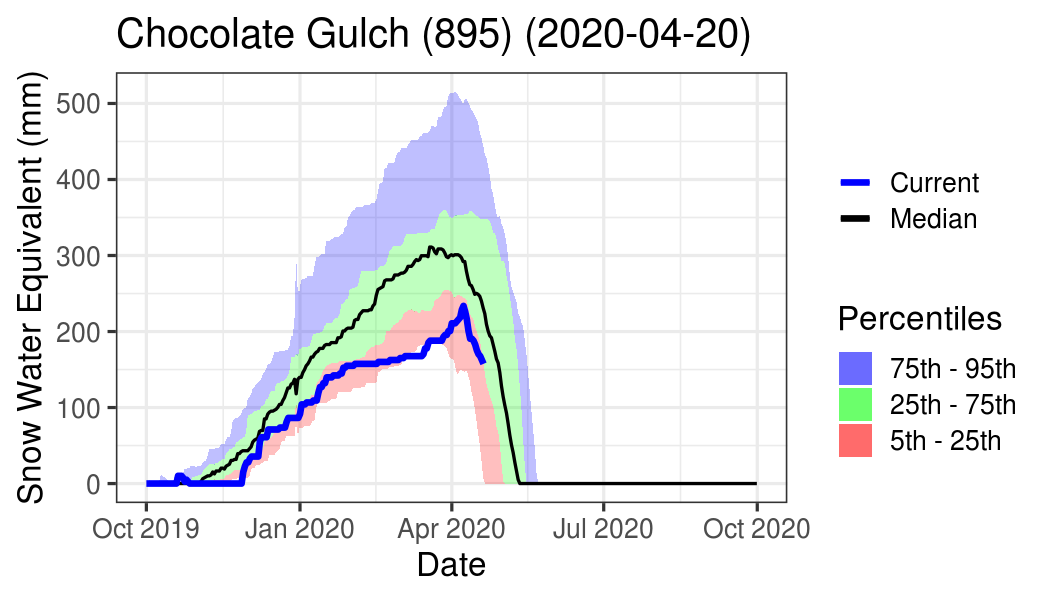 Chocolate Gulch (895) (2020-04-20)
Snow Water Equivalent (mm)
500
400
300
200
100
0
Oct 2019
Jan 2020
Apr 2020
Jul 2020
Oct 2020
Date
Current
Median
Percentiles
75th - 95th
25th - 75th
5th - 25th